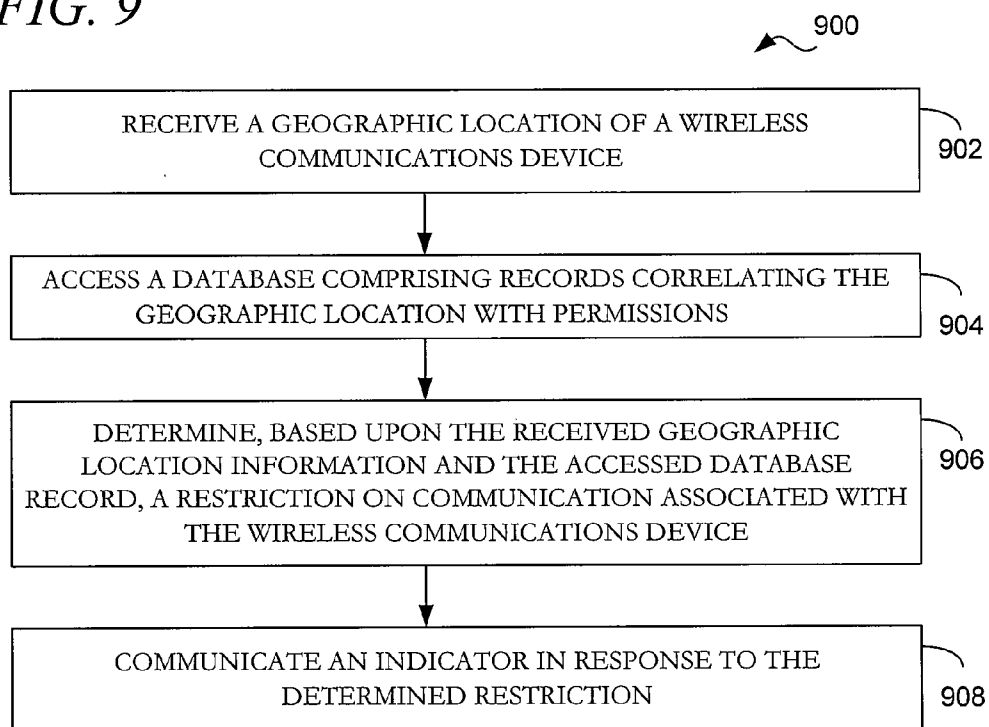 FIG. 9
900
RECEIVE A GEOGRAPHIC LOCATION OF A WIRELESS
COMMUNICATIONS DEVICE
902
ACCESS A DATABASE COMPRISING RECORDS CORRELATING THE
GEOGRAPHIC LOCATION WITH PERMISSIONS
904
DETERMINE, BASED UPON THE RECEIVED GEOGRAPHIC
LOCATION INFORMATION AND THE ACCESSED DATABASE
RECORD, A RESTRICTION ON COMMUNICATION ASSOCIATED WITH
THE WIRELESS COMMUNICATIONS DEVICE
906
COMMUNICATE AN INDICATOR IN RESPONSE TO THE
DETERMINED RESTRICTION
908